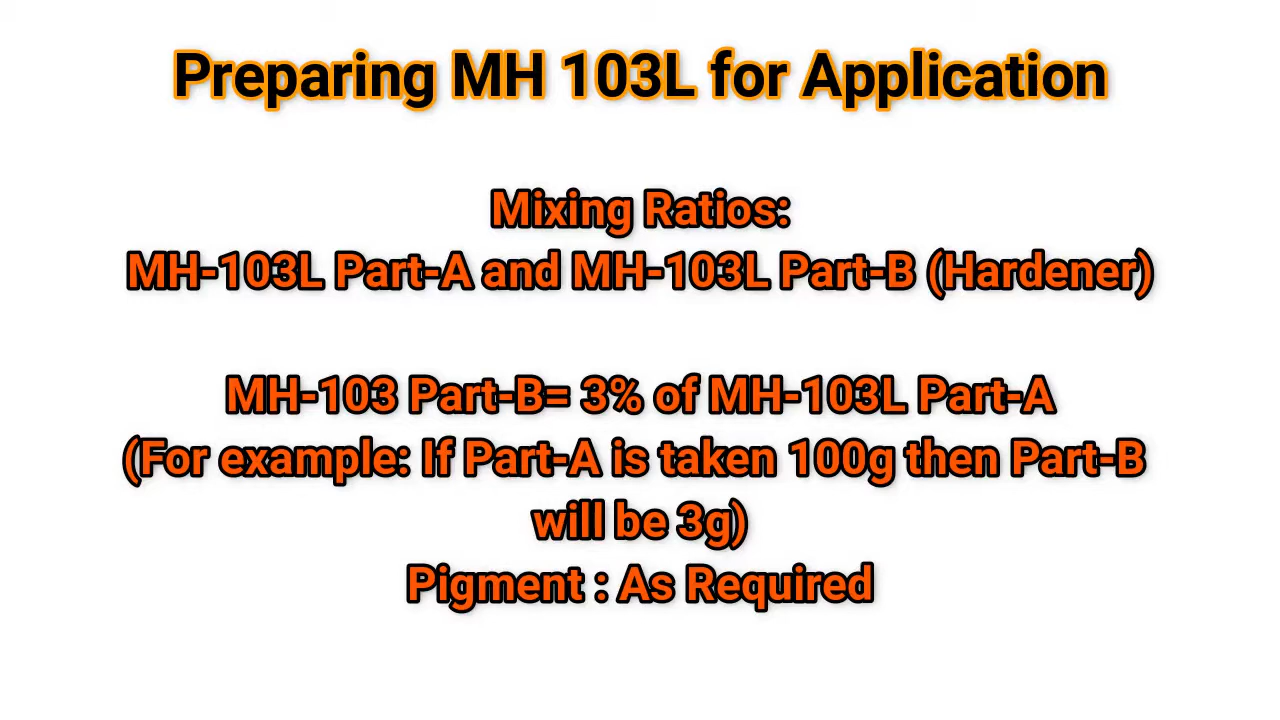 Preparing MH 103L for Application
Mixing Ratios:
MH-103L Part-A and MH-103L Part-B (Hardener)
MH-103 Part-B= 3% of MH-103L Part-A
(For example: If Part-A is taken 100g then Part-B
will be 3g)
Pigment : As Required